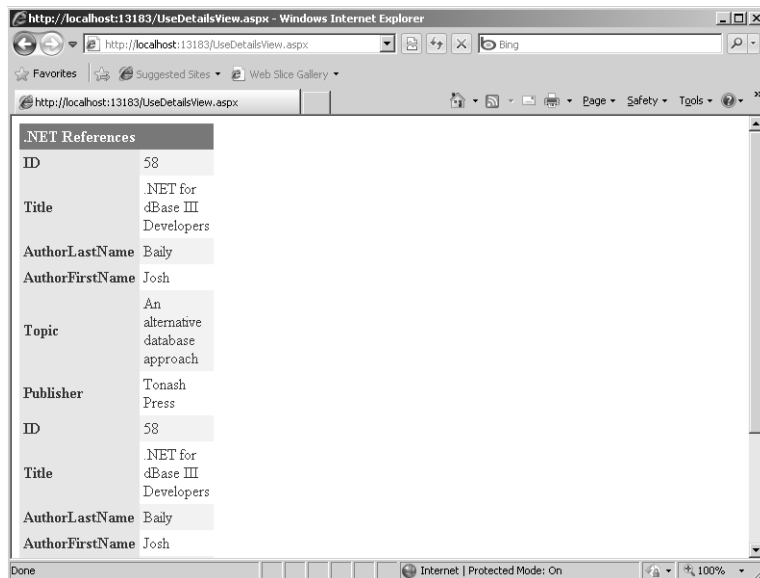 http://localhost:13183/UseDetailsView.aspx - Windows Internet Explorer
http://localhost:13183/UseDetailsView.aspx
Bing
Favorites
Suggested Sites
Web Slice Gallery
http://localhost:13183/UseDetailsView.aspx
Page
Safety
Tools
»
.NET References
ID 58
Title .NET for
dBase III
Developers
AuthorLastName Baily
AuthorFirstName Josh
Topic An
alternative
database
approach
Publisher Tonash
Press
ID 58
Title .NET for
dBase III
Developers
AuthorLastName Baily
AuthorFirstName Josh
Done
Internet | Protected Mode: On
100%